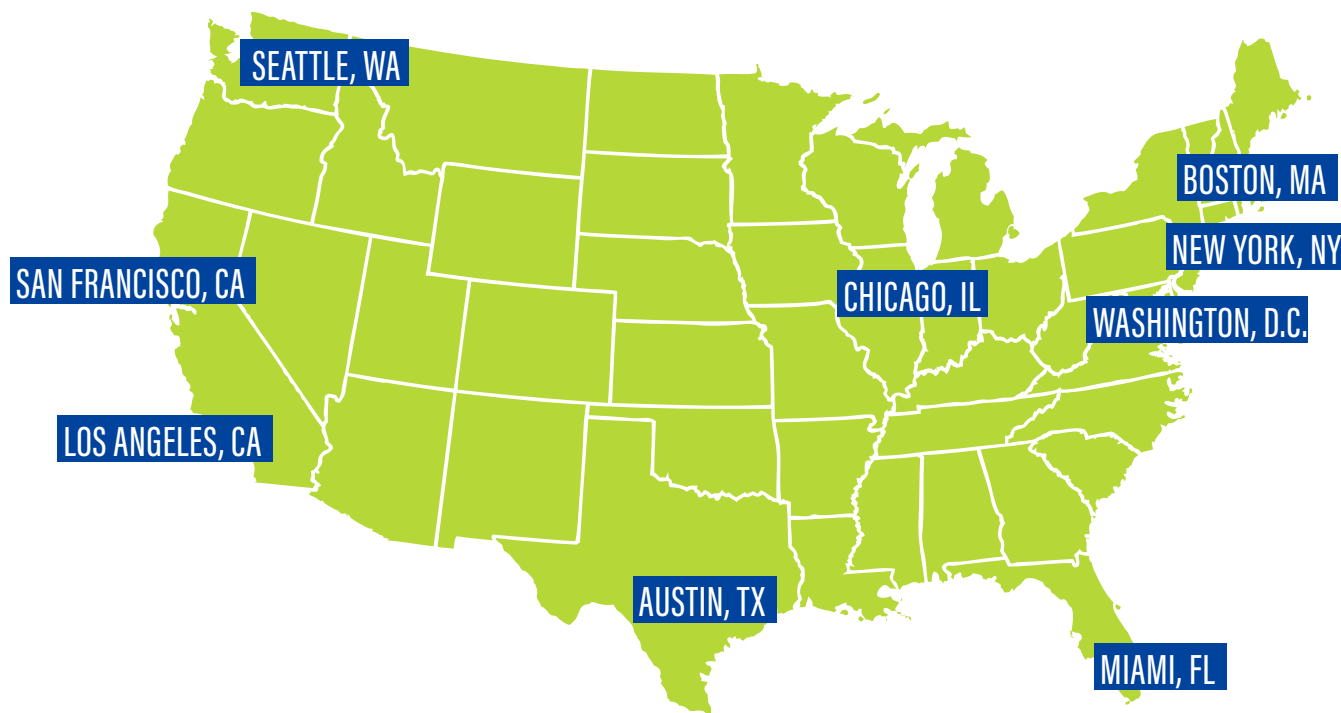 SEATTLE, WA
BOSTON, MA
NEW YORK, NY
SAN FRANCISCO, CA
CHICAGO, IL
WASHINGTON, D.C.
LOS ANGELES, CA
AUSTIN, TX
MIAMI, FL